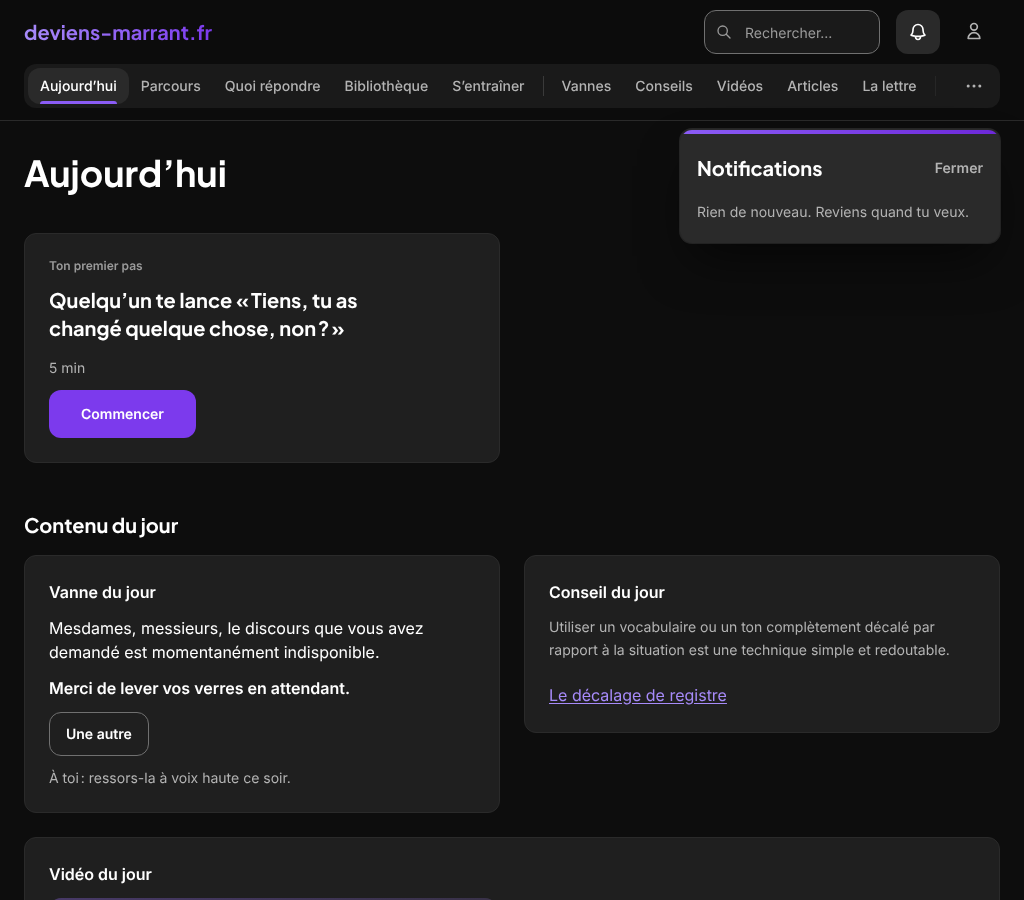 deviens-marrant.fr
Rechercher...
Aujourd’hui
Parcours
Quoi répondre
Bibliothèque
S’entraîner
Vannes
Conseils
Vidéos
Articles
La lettre
Aujourd’hui
Notifications
Fermer
Rien de nouveau. Reviens quand tu veux.
Ton premier pas
Quelqu’un te lance « Tiens, tu as
changé quelque chose, non ? »
5 min
Commencer
Contenu du jour
Vanne du jour
Mesdames, messieurs, le discours que vous avez
demandé est momentanément indisponible.
Merci de lever vos verres en attendant.
Une autre
À toi : ressors-la à voix haute ce soir.
Conseil du jour
Utiliser un vocabulaire ou un ton complètement décalé par
rapport à la situation est une technique simple et redoutable.
Le décalage de registre
Vidéo du jour